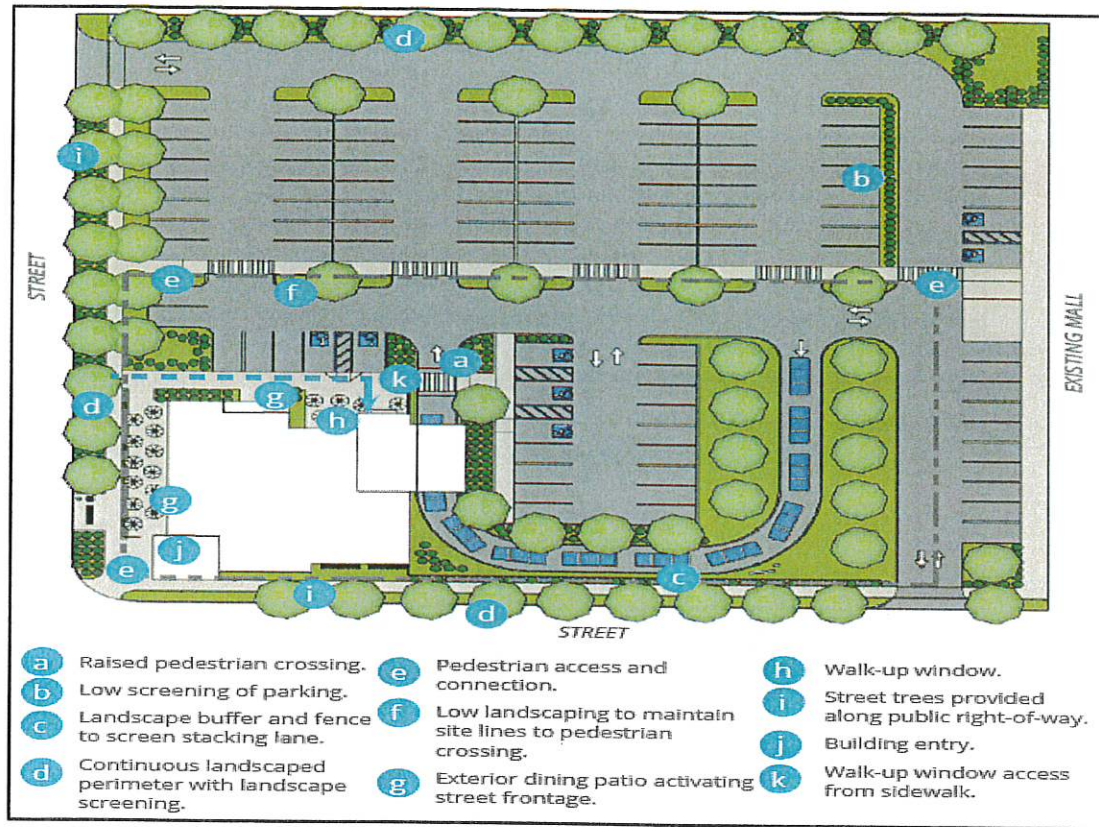 d
i
b
STREET
e
f
e
EXISTING MALL
a
k
d
g
h
g
j
e
c
i
d
STREET
a Raised pedestrian crossing.
b Low screening of parking.
c Landscape buffer and fence
to screen stacking lane.
d Continuous landscaped
perimeter with landscape
screening.
e Pedestrian access and
connection.
f Low landscaping to maintain
site lines to pedestrian
crossing.
g Exterior dining patio activating
street frontage.
h Walk-up window.
i Street trees provided
along public right-of-way.
j Building entry.
k Walk-up window access
from sidewalk.